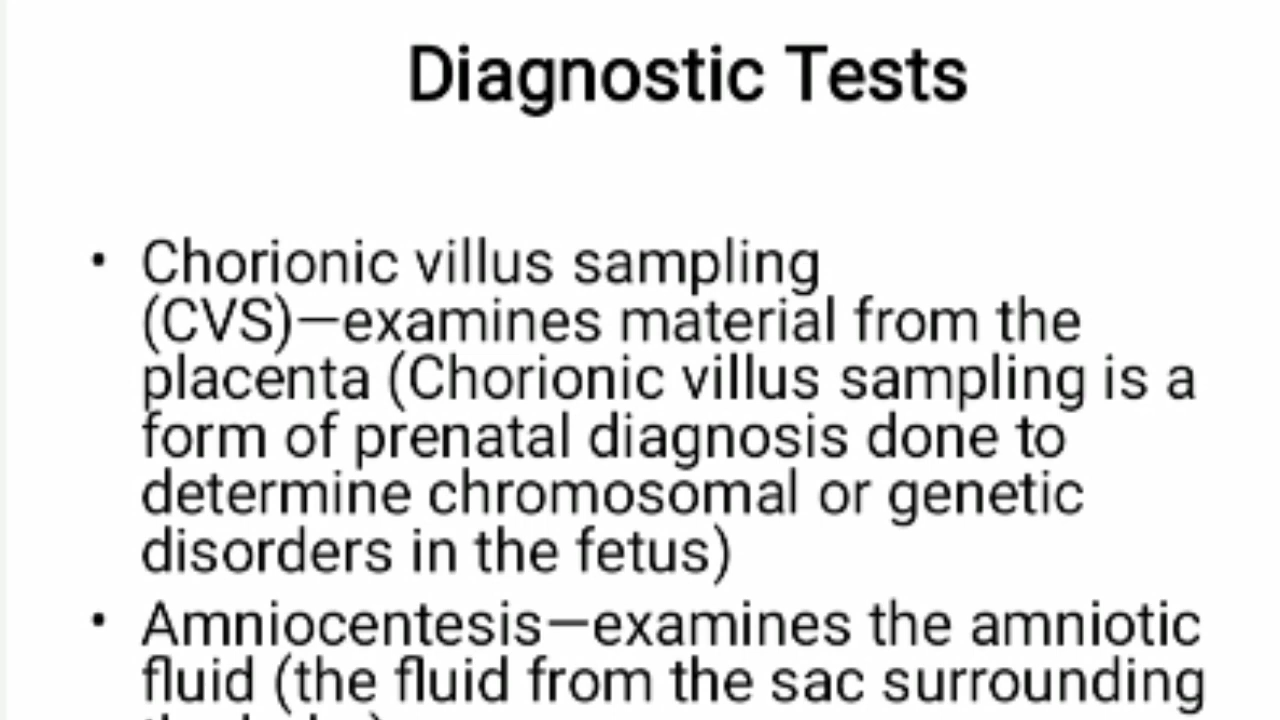 Diagnostic Tests
• Chorionic villus sampling
(CVS)—examines material from the
placenta (Chorionic villus sampling is a
form of prenatal diagnosis done to
determine chromosomal or genetic
disorders in the fetus)
• Amniocentesis—examines the amniotic
fluid (the fluid from the sac surrounding